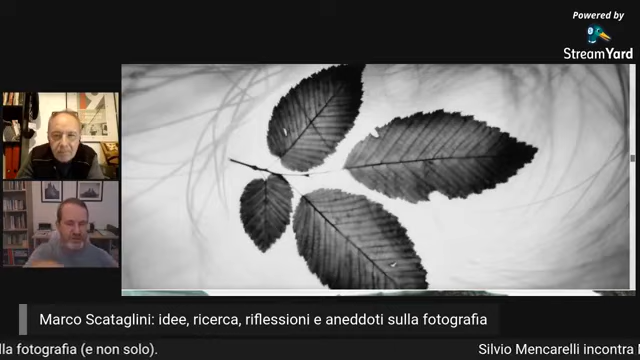 Powered by
StreamYard
Marco Scataglini: idee, ricerca, riflessioni e aneddoti sulla fotografia
lla fotografia (e non solo).
Silvio Mencarelli incontra